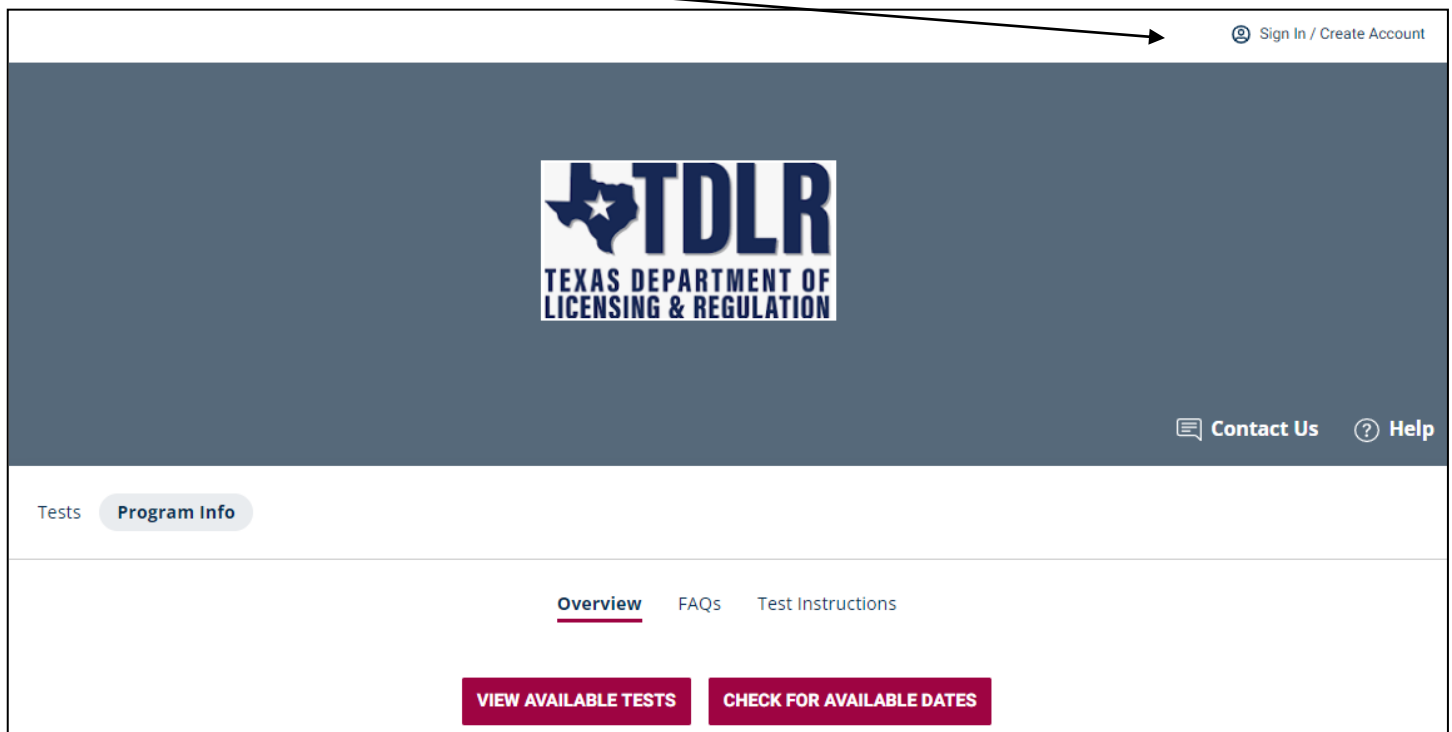 Sign In / Create Account
TDLR
TEXAS DEPARTMENT OF
LICENSING & REGULATION
Contact Us ? Help
Tests Program Info
Overview FAQs Test Instructions
VIEW AVAILABLE TESTS CHECK FOR AVAILABLE DATES